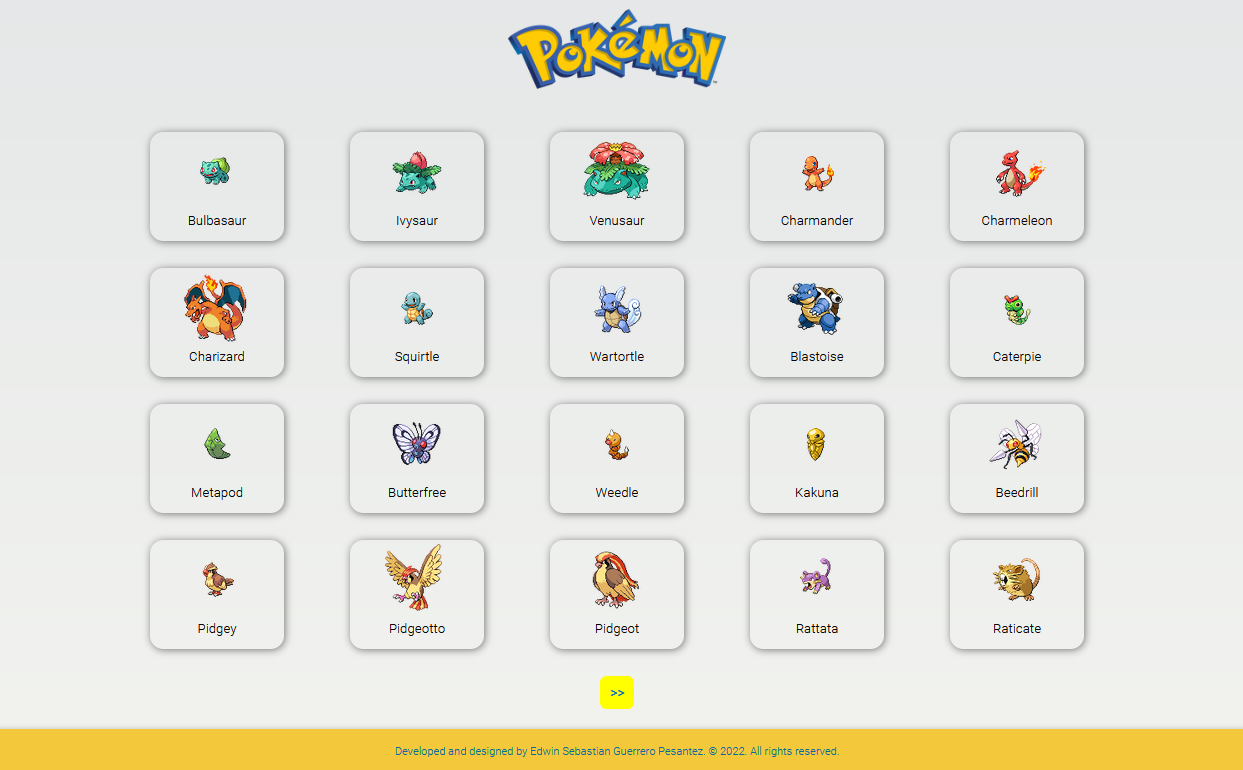 POKéMON
™
Bulbasaur
Ivysaur
Venusaur
Charmander
Charmeleon
Charizard
Squirtle
Wartortle
Blastoise
Caterpie
Metapod
Butterfree
Weedle
Kakuna
Beedrill
Pidgey
Pidgeotto
Pidgeot
Rattata
Raticate
>>
Developed and designed by Edwin Sebastian Guerrero Pesantez. © 2022. All rights reserved.